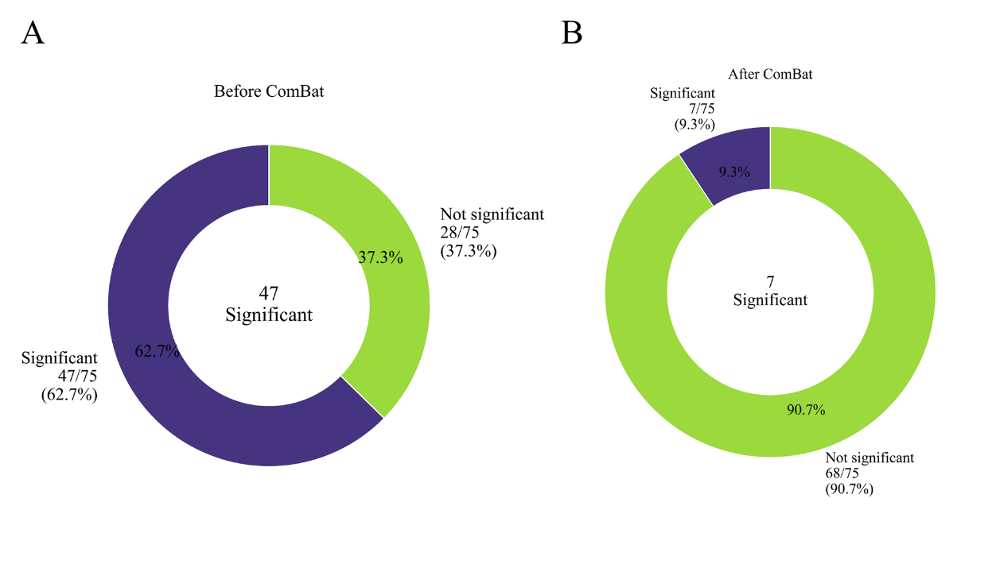 A
Before ComBat
Not significant
28/75
(37.3%)
37.3%
47
Significant
62.7%
Significant
47/75
(62.7%)
B
After ComBat
Significant
7/75
(9.3%)
9.3%
7
Significant
90.7%
Not significant
68/75
(90.7%)